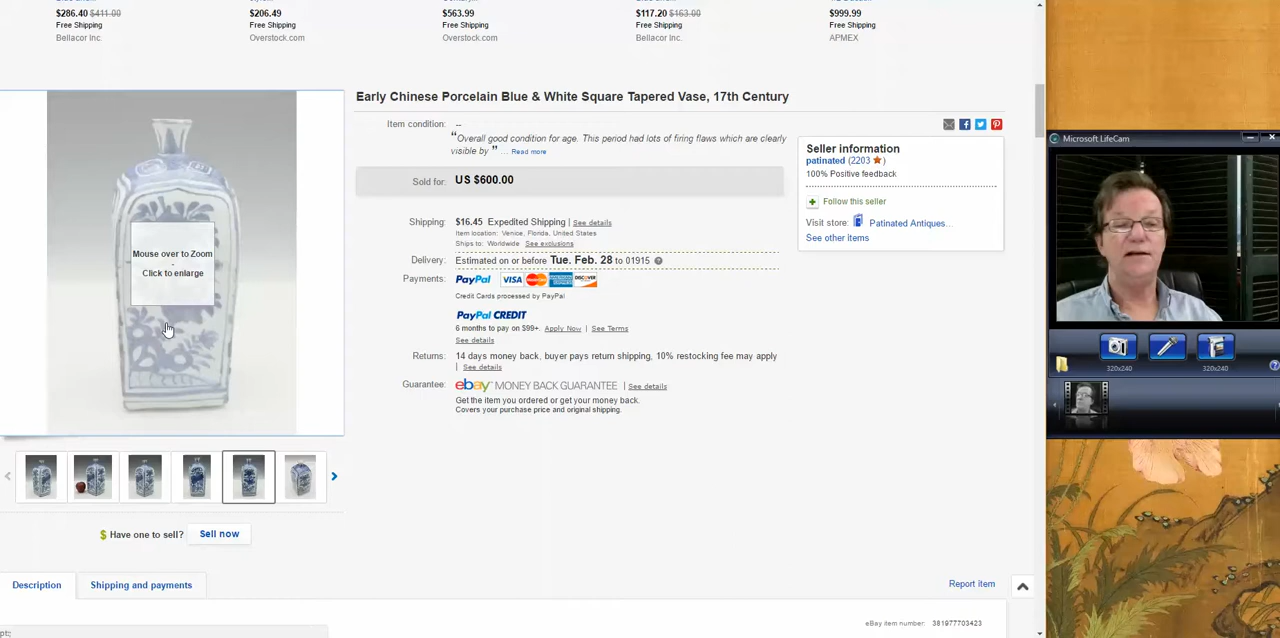 $286.40 $411.00
Free Shipping
Bellacor Inc.
$206.49
Free Shipping
Overstock.com
$563.99
Free Shipping
Overstock.com
$117.20 $163.00
Free Shipping
Bellacor Inc.
$999.99
Free Shipping
APMEX
Early Chinese Porcelain Blue & White Square Tapered Vase, 17th Century
Item condition: --
“Overall good condition for age. This period had lots of firing flaws which are clearly
visible by ” ... Read more
Sold for: US $600.00
Shipping: $16.45 Expedited Shipping | See details
Item location: Venice, Florida, United States
Ships to: Worldwide See exclusions
Delivery: Estimated on or before Tue. Feb. 28 to 01915
Payments: PayPal VISA MasterCard DISCOVER
Credit Cards processed by PayPal
PayPal CREDIT
6 months to pay on $99+. Apply Now | See Terms
See details
Returns: 14 days money back, buyer pays return shipping, 10% restocking fee may apply
| See details
Guarantee: ebay MONEY BACK GUARANTEE | See details
Get the item you ordered or get your money back.
Covers your purchase price and original shipping.
Seller information
patinated (2203 )
100% Positive feedback
Follow this seller
Visit store: Patinated Antiques...
See other items
Mouse over to Zoom
-
Click to enlarge
$ Have one to sell? Sell now
Description
Shipping and payments
Report item
eBay item number: 381977703423
Microsoft LifeCam
320x240
320x240